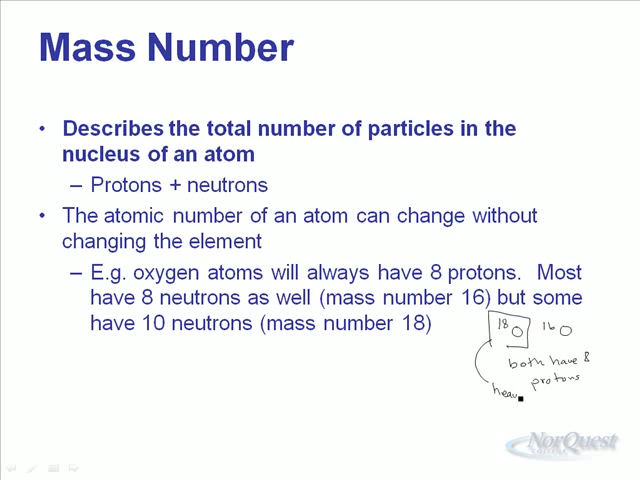 Mass Number
• Describes the total number of particles in the
nucleus of an atom
– Protons + neutrons
• The atomic number of an atom can change without
changing the element
– E.g. oxygen atoms will always have 8 protons. Most
have 8 neutrons as well (mass number 16) but some
have 10 neutrons (mass number 18)
18 O 16 O
both have 8
protons
heav
NorQuest
COLLEGE